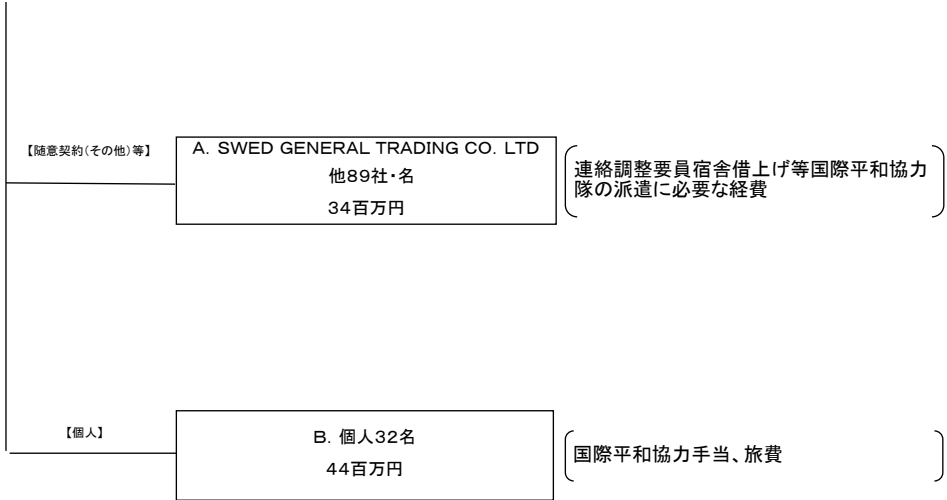 【随意契約(その他)等】
A. SWED GENERAL TRADING CO. LTD
他89社・名
34百万円
連絡調整要員宿舎借上げ等国際平和協力
隊の派遣に必要な経費
【個人】
B. 個人32名
44百万円
国際平和協力手当、旅費